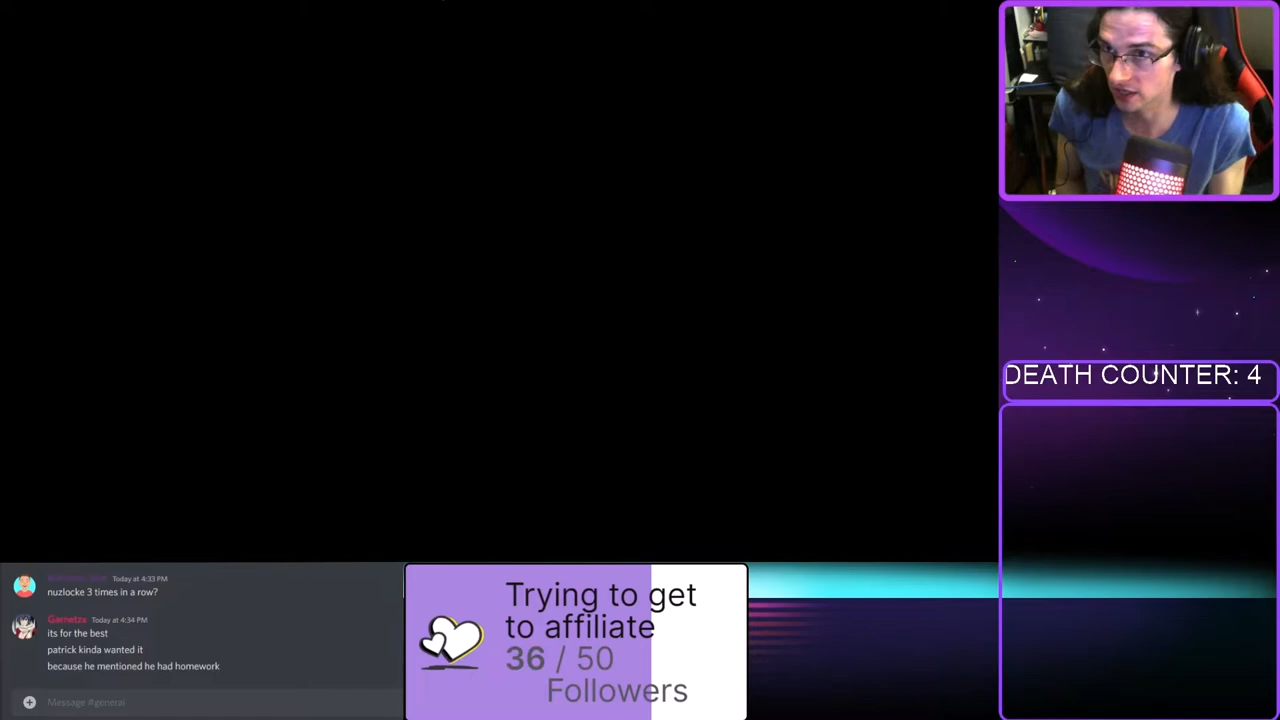 DEATH COUNTER: 4
Today at 4:33 PM
nuzlocke 3 times in a row?
Garnetzx Today at 4:34 PM
its for the best
patrick kinda wanted it
because he mentioned he had homework
Message #general
Trying to get
to affiliate
36 / 50
Followers